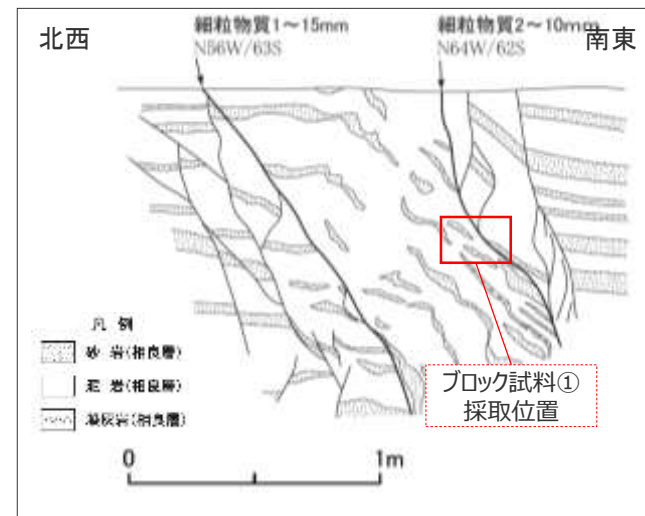 北西
細粒物質1～15mm
N56W/63S
細粒物質2～10mm
N64W/62S
南東
凡 例
砂 岩(相良層)
泥 岩(相良層)
凝灰岩(相良層)
ブロック試料①
採取位置
0
1m